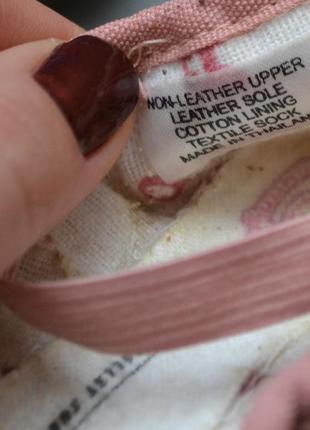 NON-LEATHER UPPER
LEATHER SOLE
COTTON LINING
TEXTILE SOCK
MADE IN THAILAND